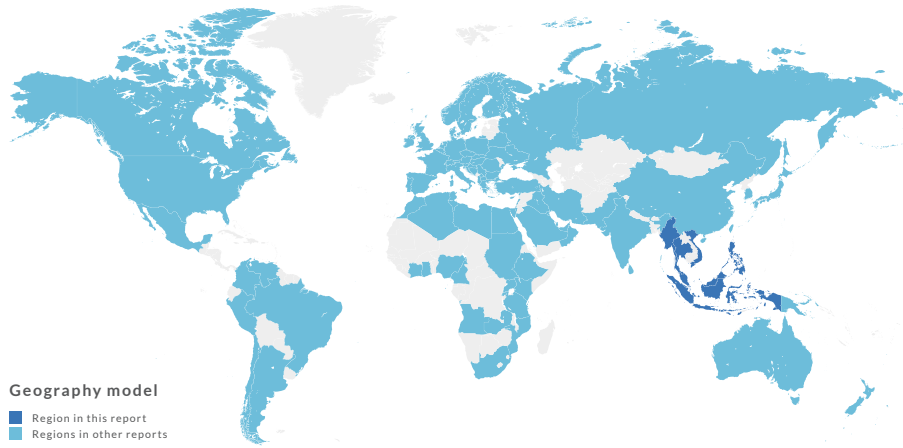 Geography model
Region in this report
Regions in other reports